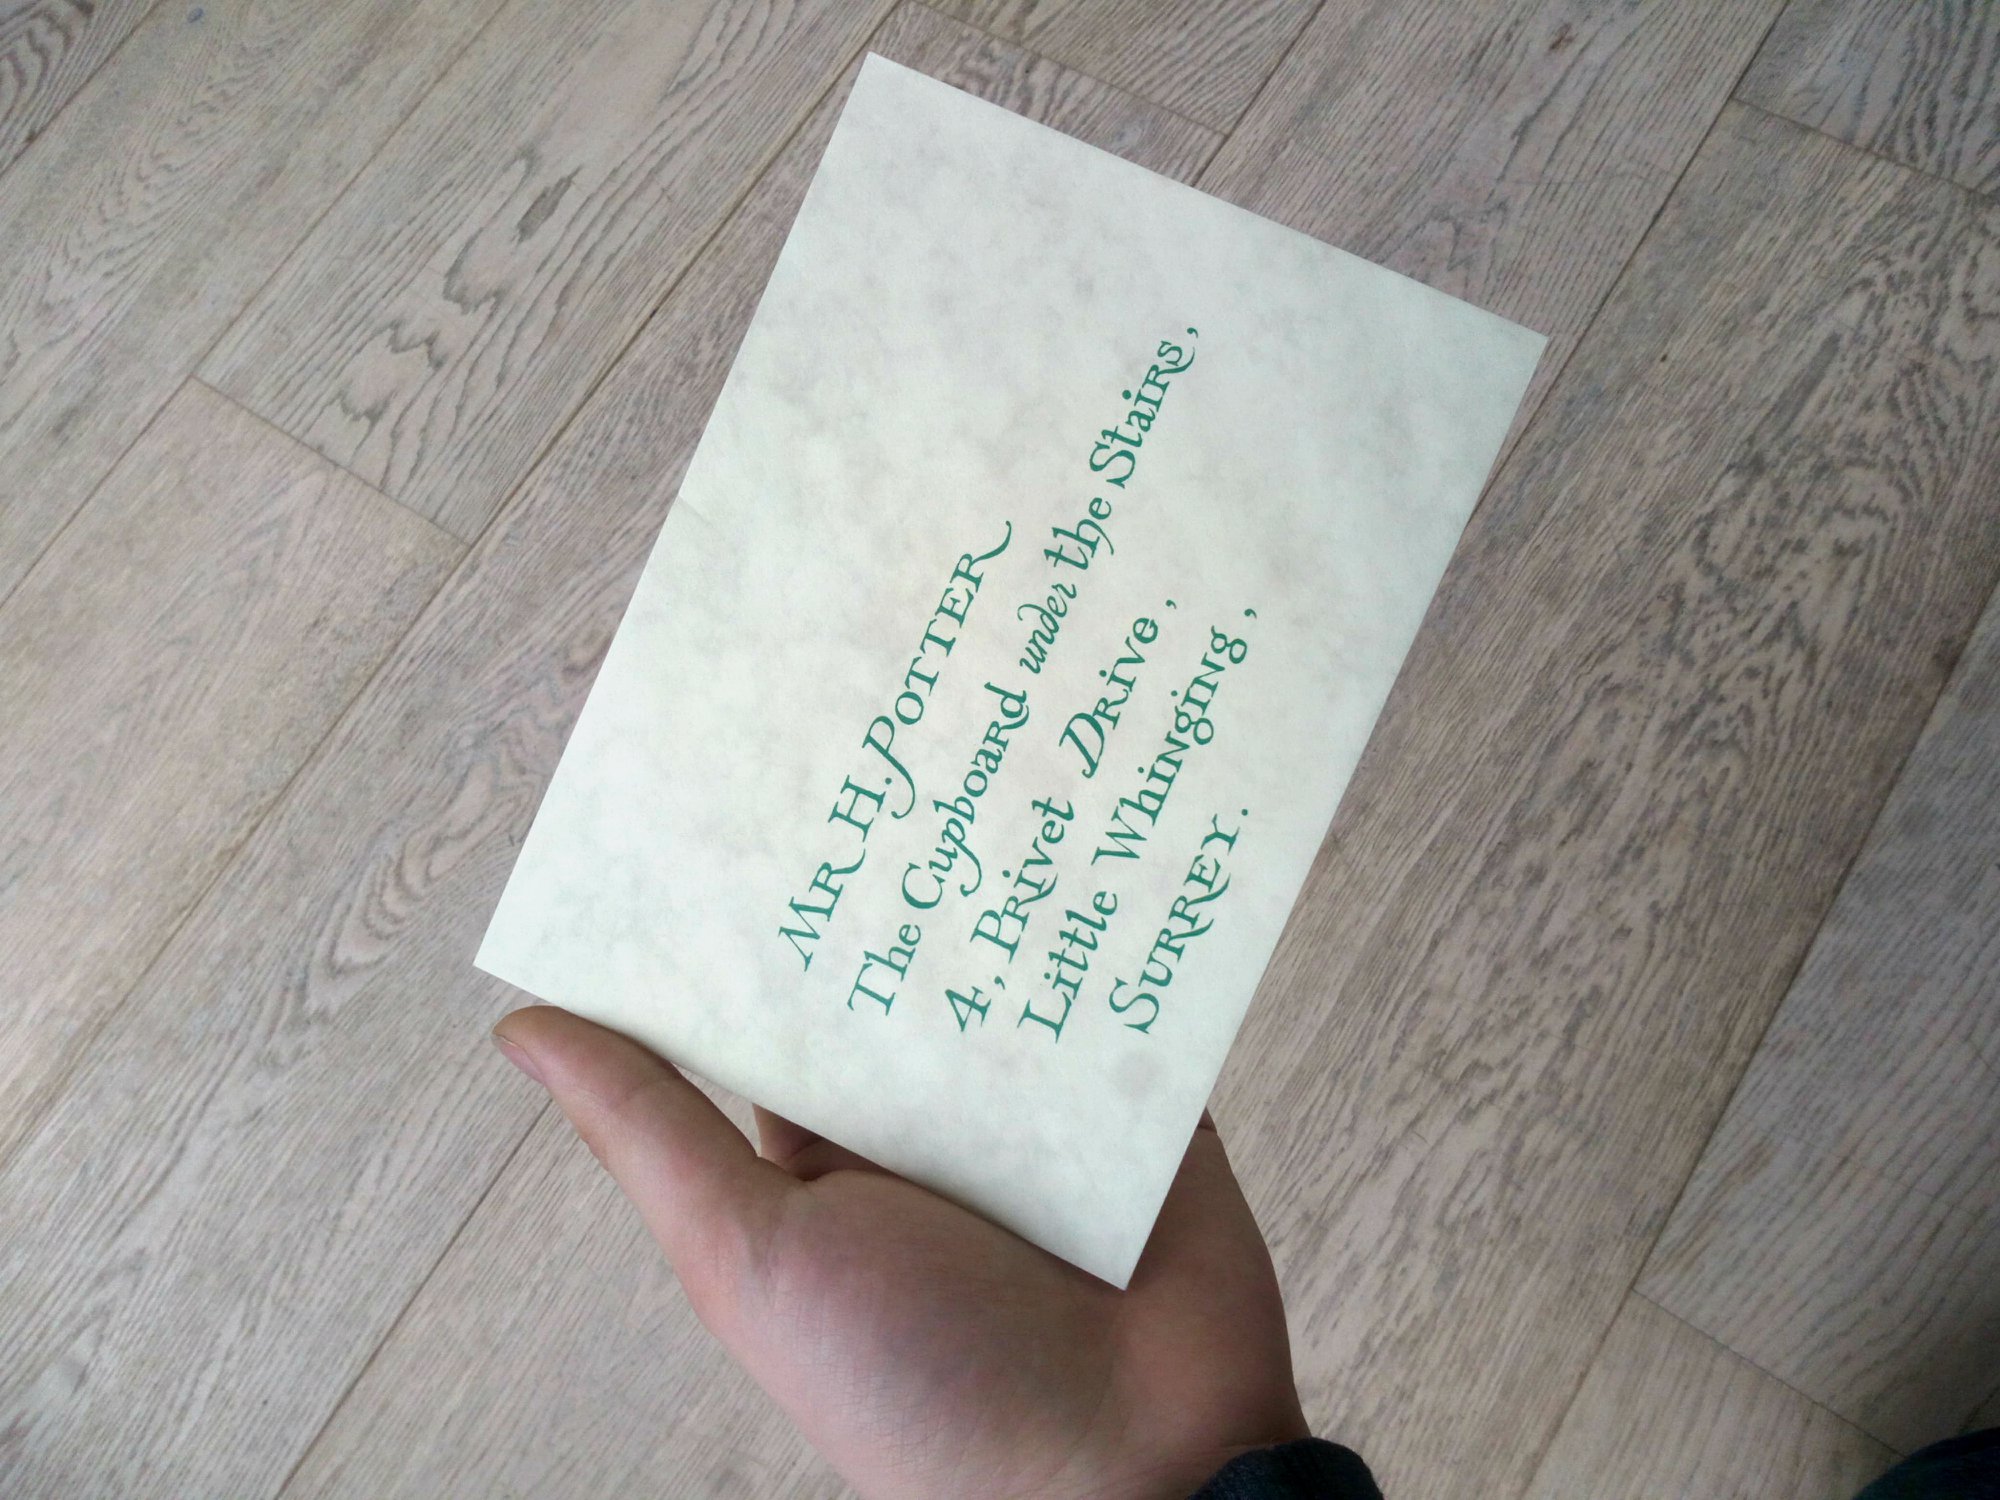 Mr H. Potter
The Cupboard under the Stairs,
4, Privet Drive,
Little Whinging,
Surrey.